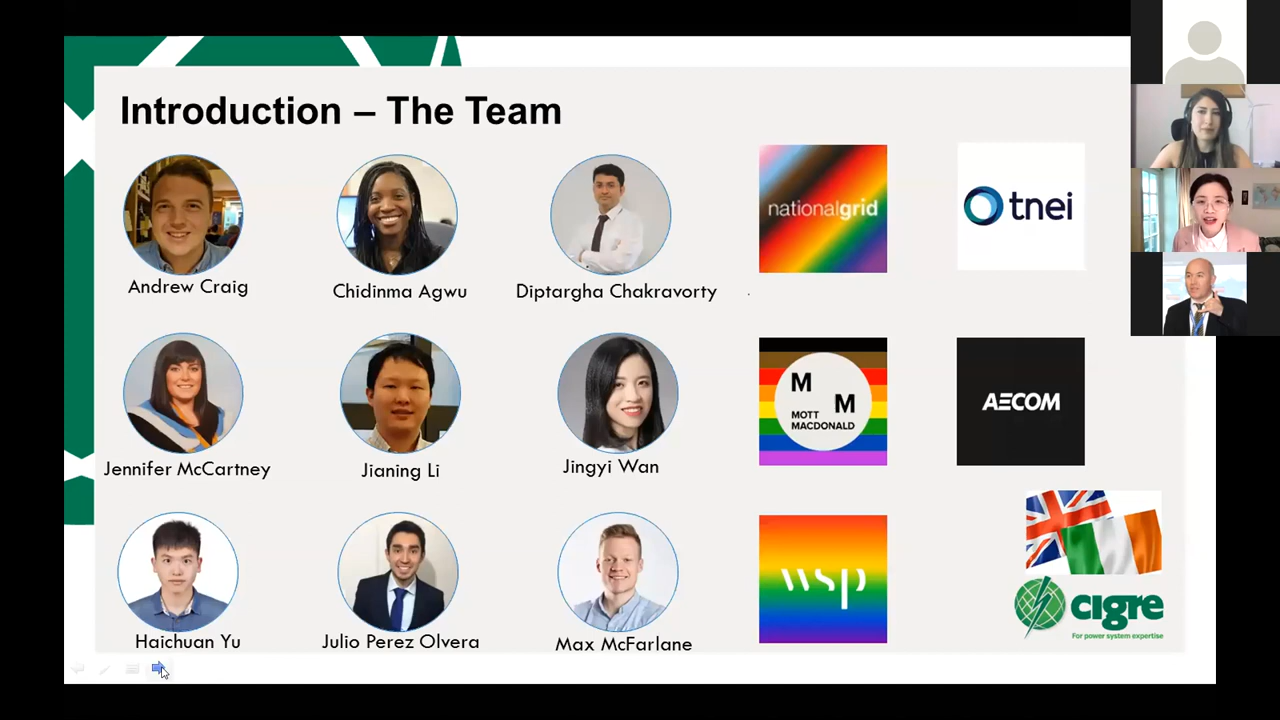 Introduction – The Team
Andrew Craig
Chidinma Agwu
Diptargha Chakravorty
nationalgrid
tnei
Jennifer McCartney
Jianing Li
Jingyi Wan
M
M
MOTT
MACDONALD
AECOM
Haichuan Yu
Julio Perez Olvera
Max McFarlane
wsp
cigre
For power system expertise